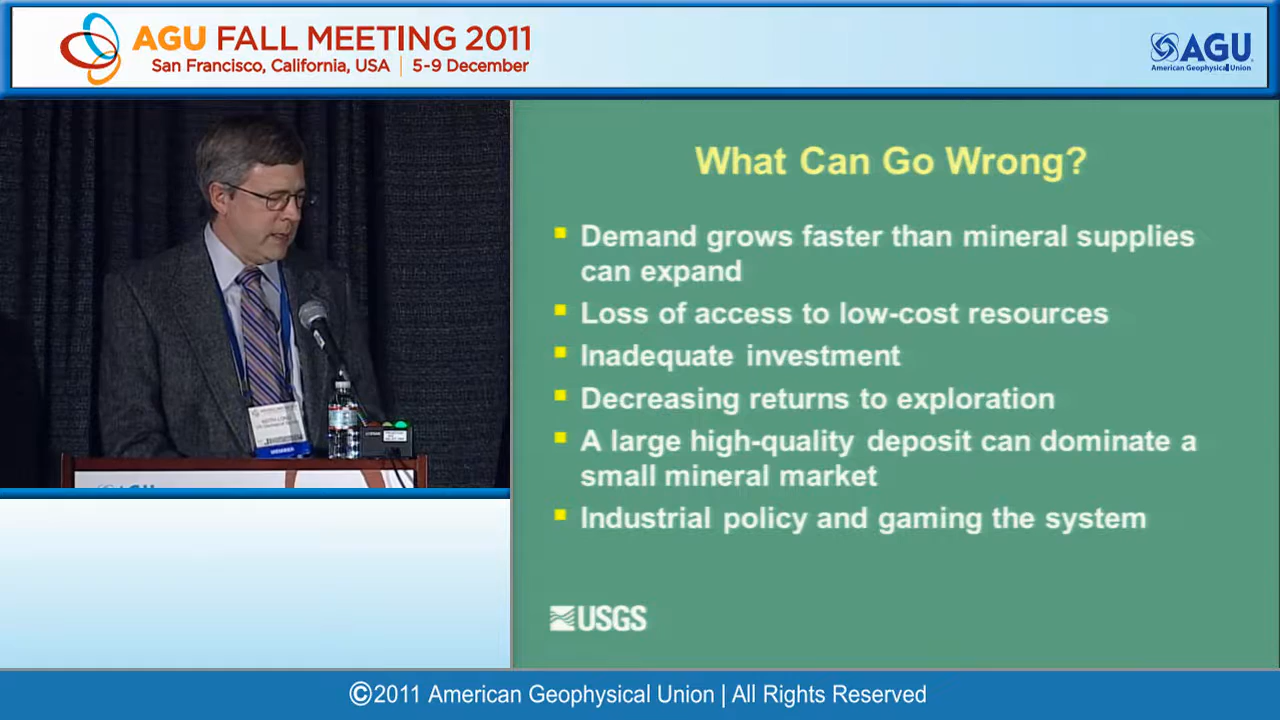 AGU FALL MEETING 2011
San Francisco, California, USA | 5-9 December
AGU
American Geophysical Union
What Can Go Wrong?
Demand grows faster than mineral supplies
can expand
Loss of access to low-cost resources
Inadequate investment
Decreasing returns to exploration
A large high-quality deposit can dominate a
small mineral market
Industrial policy and gaming the system
USGS
MEMBER
©2011 American Geophysical Union | All Rights Reserved